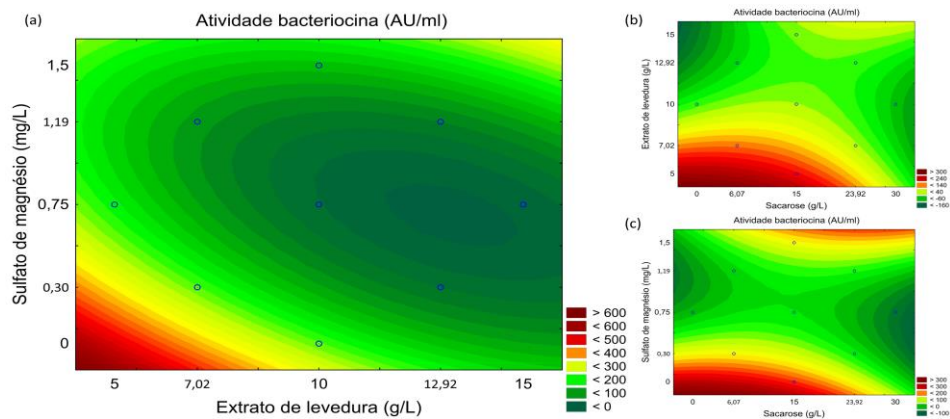 (a)
Atividade bacteriocina (AU/ml)
Sulfato de magnésio (mg/L)
1,5
1,19
0,75
0,30
0
5 7,02 10 12,92 15
Extrato de levedura (g/L)
> 600
< 600
< 500
< 400
< 300
< 200
< 100
< 0
(b)
Atividade bacteriocina (AU/ml)
Extrato de levedura (g/L)
15
12,92
10
7,02
5
0 6,07 15 23,92 30
Sacarose (g/L)
> 300
< 240
< 140
< 40
< -60
< -160
(c)
Atividade bacteriocina (AU/ml)
Sulfato de magnésio (mg/L)
1,5
1,19
0,75
0,30
0
0 6,07 15 23,92 30
Sacarose (g/L)
> 300
< 300
< 200
< 100
< 0
< -100